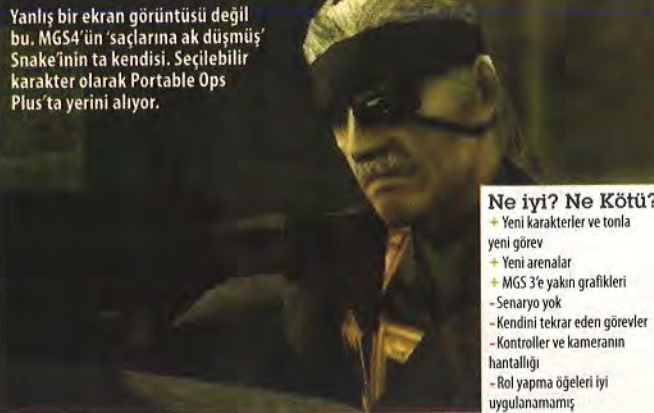 Yanlış bir ekran görüntüsü değil
bu. MGS4'ün 'saçlarına ak düşmüş'
Snake'inin ta kendisi. Seçilebilir
karakter olarak Portable Ops
Plus'ta yerini alıyor.
Ne iyi? Ne Kötü?
+ Yeni karakterler ve tonla
yeni görev
+ Yeni arenalar
+ MGS 3'e yakın grafikleri
- Senaryo yok
- Kendini tekrar eden görevler
- Kontroller ve kameranın
hantallığı
- Rol yapma öğeleri iyi
uygulanamamış